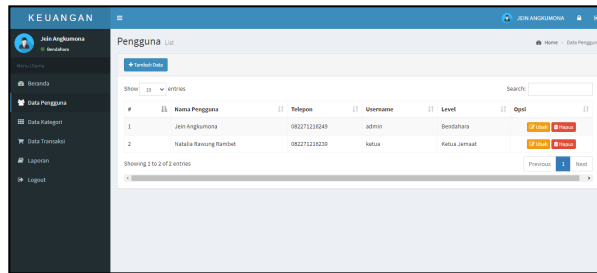 KEUANGAN
JEIN ANGKUMONA
Jein Angkumona
Bendahara
Menu Utama
Beranda
Data Pengguna
Data Kategori
Data Transaksi
Laporan
Logout
Pengguna List
Home Data Pengguna
+Tambah Data
Show 10 entries
Search:
# Nama Pengguna Telepon Username Level Opsi
1 Jein Angkumona 082271216249 admin Bendahara Ubah Hapus
2 Natalia Rawung Rambet 082271216239 ketua Ketua Jemaat Ubah Hapus
Showing 1 to 2 of 2 entries
Previous 1 Next